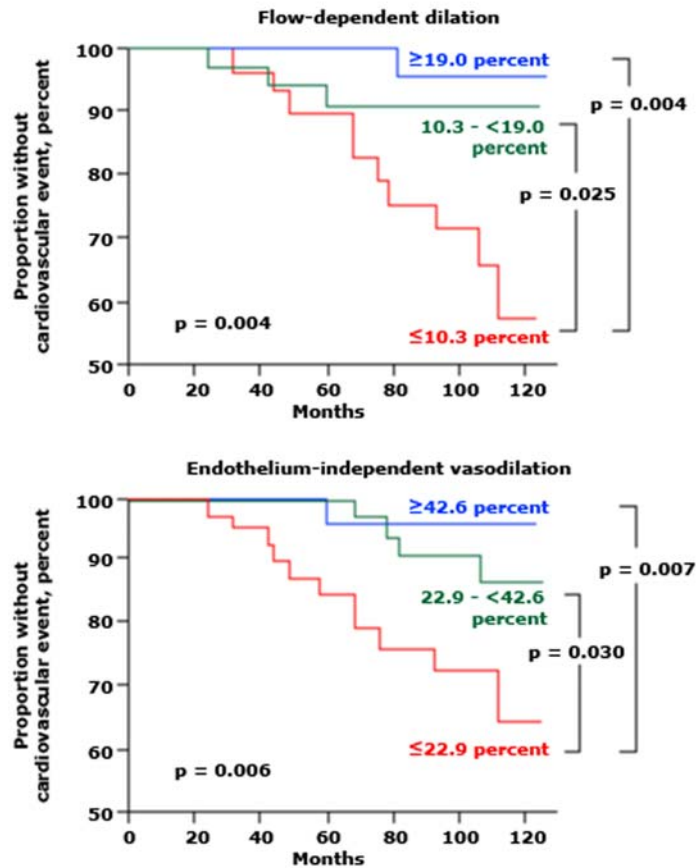 Flow-dependent dilation
Proportion without
cardiovascular event, percent
100
90
80
70
60
50
≥19.0 percent
10.3 - <19.0
percent
≤10.3 percent
p = 0.004
p = 0.025
p = 0.004
0 20 40 60 80 100 120
Months
Endothelium-independent vasodilation
Proportion without
cardiovascular event, percent
100
90
80
70
60
50
≥42.6 percent
22.9 - <42.6
percent
≤22.9 percent
p = 0.007
p = 0.030
p = 0.006
0 20 40 60 80 100 120
Months